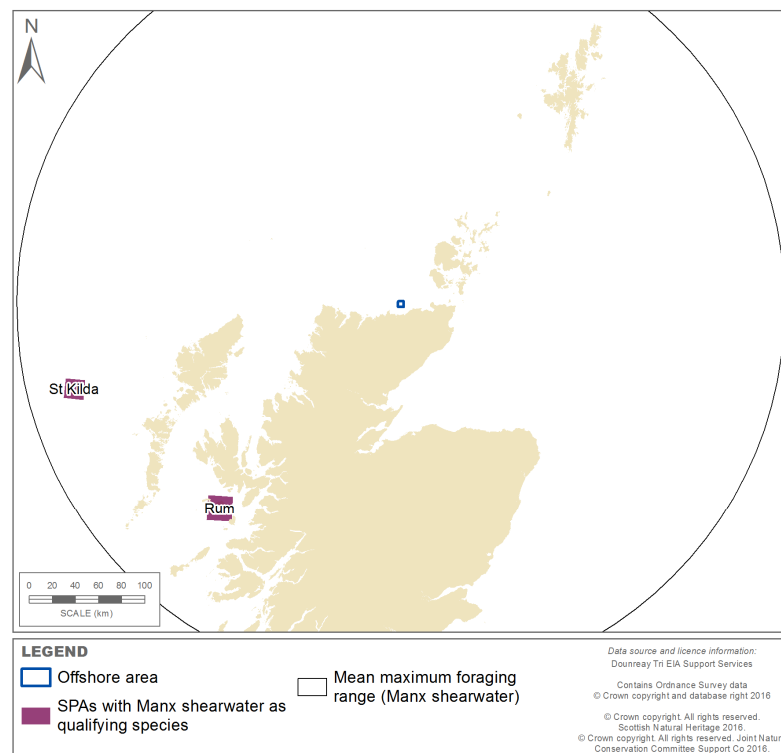 N
St Kilda
Rum
0 20 40 60 80 100
SCALE (km)
LEGEND
Offshore area
SPAs with Manx shearwater as
qualifying species
Mean maximum foraging
range (Manx shearwater)
Data source and licence information:
Dounreay Tri EIA Support Services
Contains Ordnance Survey data
© Crown copyright and database right 2016
© Crown copyright. All rights reserved.
Scottish Natural Heritage 2016.
© Crown copyright. All rights reserved. Joint Natur
Conservation Committee Support Co 2016.